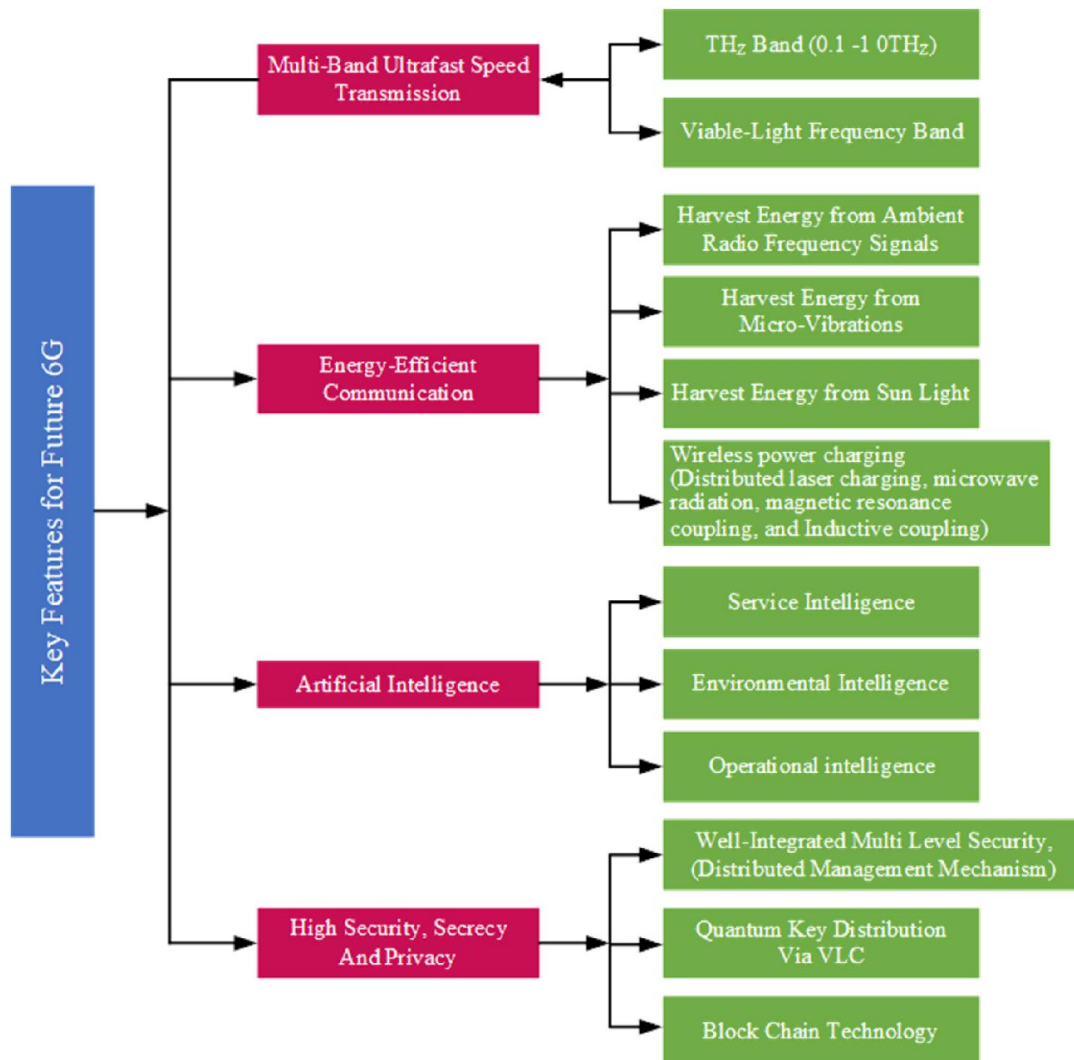 Key Features for Future 6G
Multi-Band Ultrafast Speed
Transmission
THz Band (0.1 -1 0THz)
Viable-Light Frequency Band
Energy-Efficient
Communication
Harvest Energy from Ambient
Radio Frequency Signals
Harvest Energy from
Micro-Vibrations
Harvest Energy from Sun Light
Wireless power charging
(Distributed laser charging, microwave
radiation, magnetic resonance
coupling, and Inductive coupling)
Artificial Intelligence
Service Intelligence
Environmental Intelligence
Operational intelligence
High Security, Secrecy
And Privacy
Well-Integrated Multi Level Security,
(Distributed Management Mechanism)
Quantum Key Distribution
Via VLC
Block Chain Technology